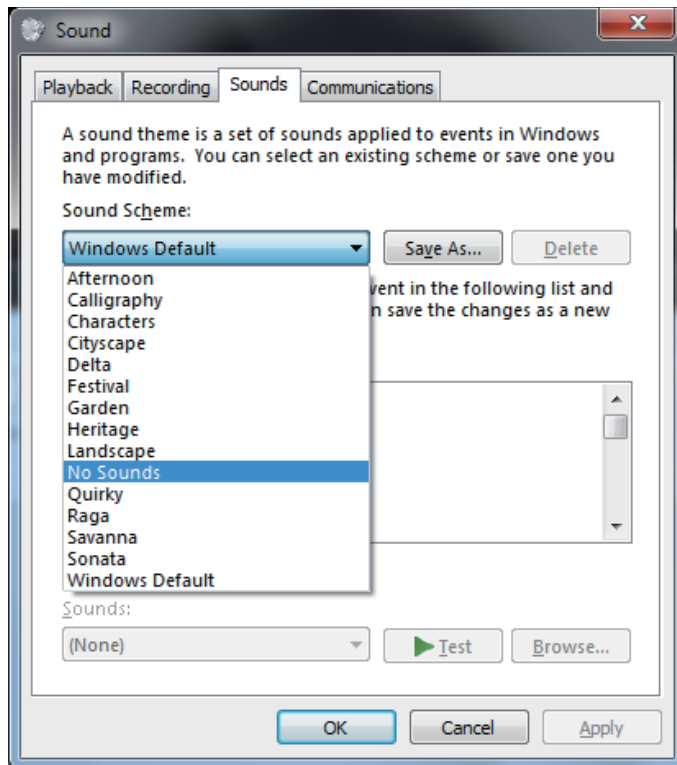 Sound
Playback Recording Sounds Communications
A sound theme is a set of sounds applied to events in Windows
and programs. You can select an existing scheme or save one you
have modified.
Sound Scheme:
Windows Default Save As... Delete
Afternoon
vent in the following list and
Calligraphy
n save the changes as a new
Characters
Cityscape
Delta
Festival
Garden
Heritage
Landscape
No Sounds
Quirky
Raga
Savanna
Sonata
Windows Default
Sounds:
(None) Test Browse...
OK Cancel Apply